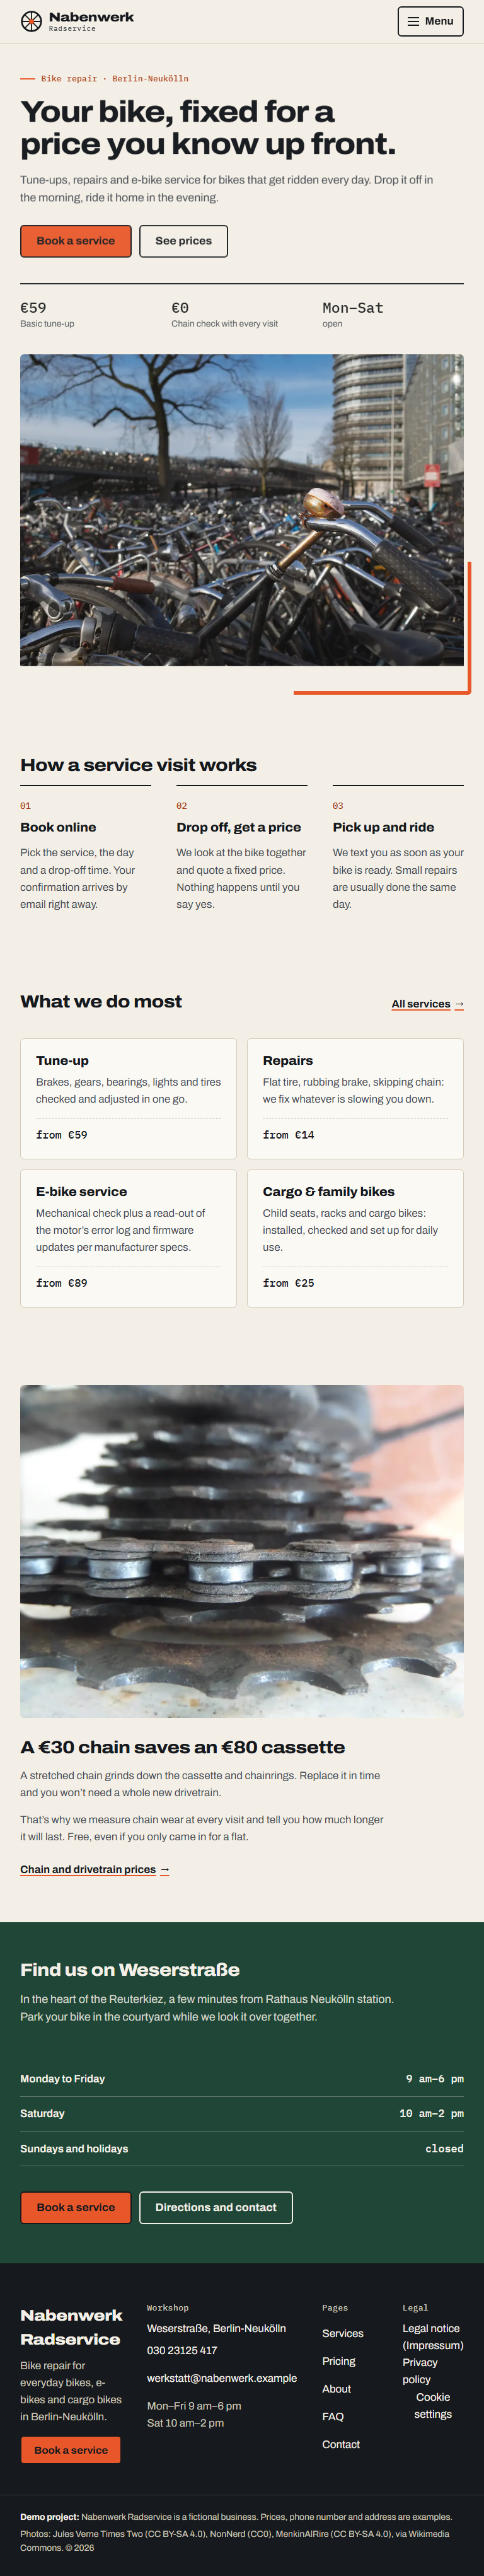 Nabenwerk
Radservice
Menu
Bike repair · Berlin-Neukölln
Your bike, fixed for a
price you know up front.
Tune-ups, repairs and e-bike service for bikes that get ridden every day. Drop it off in
the morning, ride it home in the evening.
Book a service
See prices
€59
Basic tune-up
€0
Chain check with every visit
Mon–Sat
open
How a service visit works
01
Book online
Pick the service, the day
and a drop-off time. Your
confirmation arrives by
email right away.
02
Drop off, get a price
We look at the bike together
and quote a fixed price.
Nothing happens until you
say yes.
03
Pick up and ride
We text you as soon as your
bike is ready. Small repairs
are usually done the same
day.
What we do most
All services →
Tune-up
Brakes, gears, bearings, lights and tires
checked and adjusted in one go.
from €59
Repairs
Flat tire, rubbing brake, skipping chain:
we fix whatever is slowing you down.
from €14
E-bike service
Mechanical check plus a read-out of
the motor’s error log and firmware
updates per manufacturer specs.
from €89
Cargo & family bikes
Child seats, racks and cargo bikes:
installed, checked and set up for daily
use.
from €25
A €30 chain saves an €80 cassette
A stretched chain grinds down the cassette and chainrings. Replace it in time
and you won’t need a whole new drivetrain.
That’s why we measure chain wear at every visit and tell you how much longer
it will last. Free, even if you only came in for a flat.
Chain and drivetrain prices →
Find us on Weserstraße
In the heart of the Reuterkiez, a few minutes from Rathaus Neukölln station.
Park your bike in the courtyard while we look it over together.
Monday to Friday 9 am–6 pm
Saturday 10 am–2 pm
Sundays and holidays closed
Book a service
Directions and contact
Nabenwerk
Radservice
Bike repair for
everyday bikes, e-
bikes and cargo bikes
in Berlin-Neukölln.
Book a service
Workshop
Weserstraße, Berlin-Neukölln
030 23125 417
werkstatt@nabenwerk.example
Mon–Fri 9 am–6 pm
Sat 10 am–2 pm
Pages
Services
Pricing
About
FAQ
Contact
Legal
Legal notice
(Impressum)
Privacy
policy
Cookie
settings
Demo project: Nabenwerk Radservice is a fictional business. Prices, phone number and address are examples.
Photos: Jules Verne Times Two (CC BY-SA 4.0), NonNerd (CC0), MenkinAlRire (CC BY-SA 4.0), via Wikimedia
Commons. © 2026